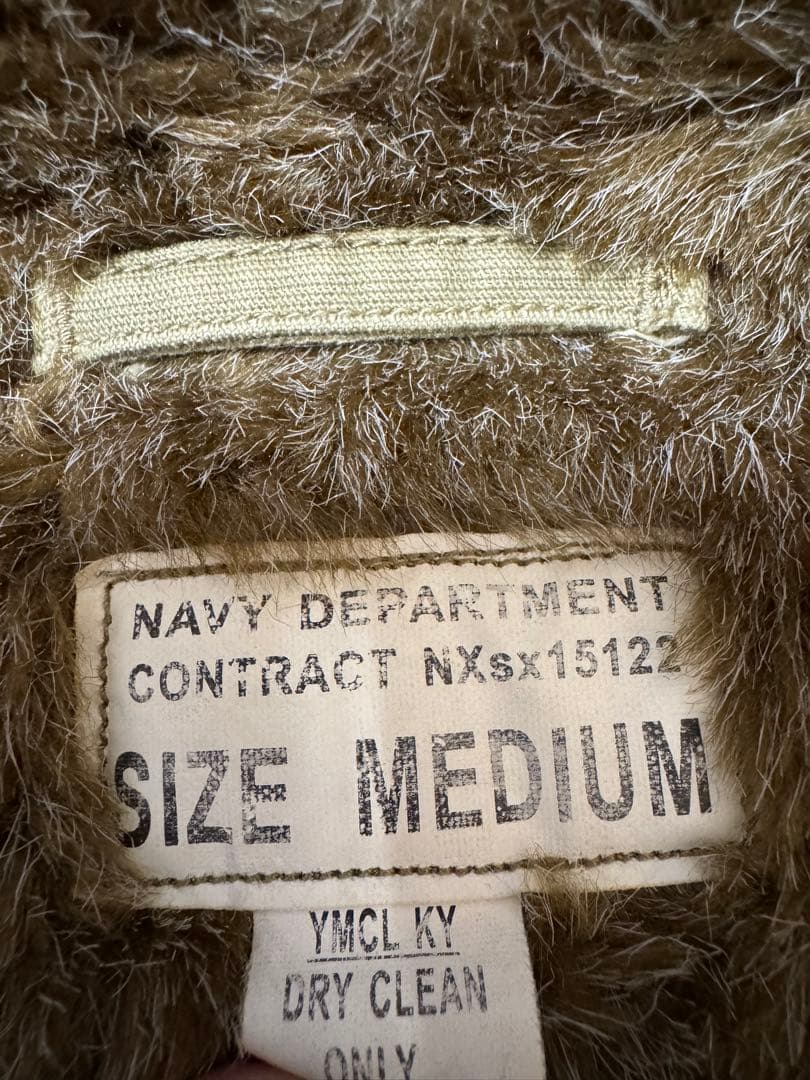 NAVY DEPARTMENT
CONTRACT NXsx15122
SIZE MEDIUM
YMCL KY
DRY CLEAN
ONLY